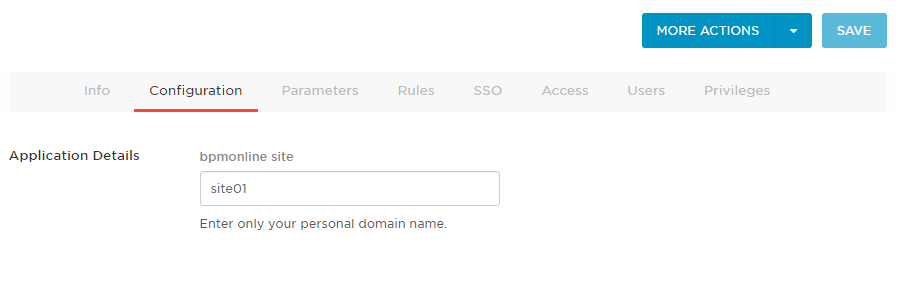 MORE ACTIONS SAVE
Info Configuration Parameters Rules SSO Access Users Privileges
Application Details bpmonline site
site01
Enter only your personal domain name.